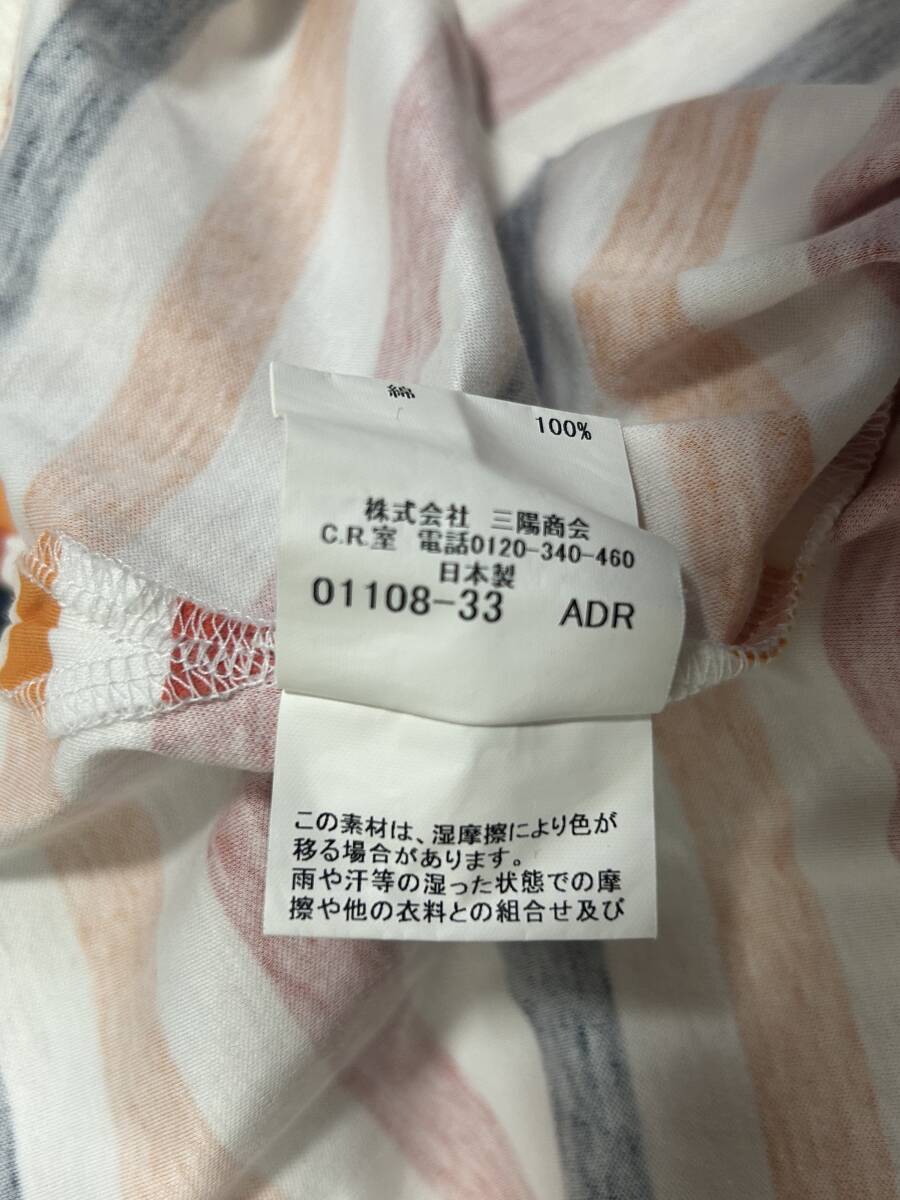 綿
100%
株式会社 三陽商会
C.R.室 電話0120-340-460
日本製
01108-33 ADR
この素材は、湿摩擦により色が
移る場合があります。
雨や汗等の湿った状態での摩
擦や他の衣料との組合せ及び